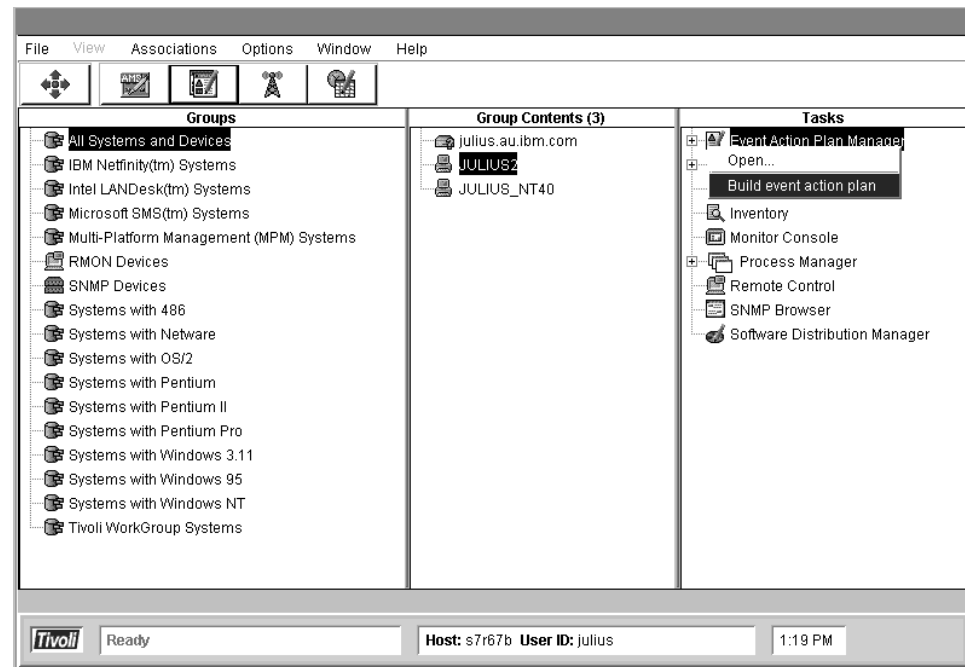 File View Associations Options Window Help
AMS
Groups
All Systems and Devices
IBM Netfinity(tm) Systems
Intel LANDesk(tm) Systems
Microsoft SMS(tm) Systems
Multi-Platform Management (MPM) Systems
RMON Devices
SNMP Devices
Systems with 486
Systems with Netware
Systems with OS/2
Systems with Pentium
Systems with Pentium II
Systems with Pentium Pro
Systems with Windows 3.11
Systems with Windows 95
Systems with Windows NT
Tivoli WorkGroup Systems
Group Contents (3)
julius.au.ibm.com
JULIUS2
JULIUS_NT40
Tasks
Event Action Plan Manager
Open...
Build event action plan
Inventory
Monitor Console
Process Manager
Remote Control
SNMP Browser
Software Distribution Manager
Tivoli Ready Host: s7r67b User ID: julius 1:19 PM